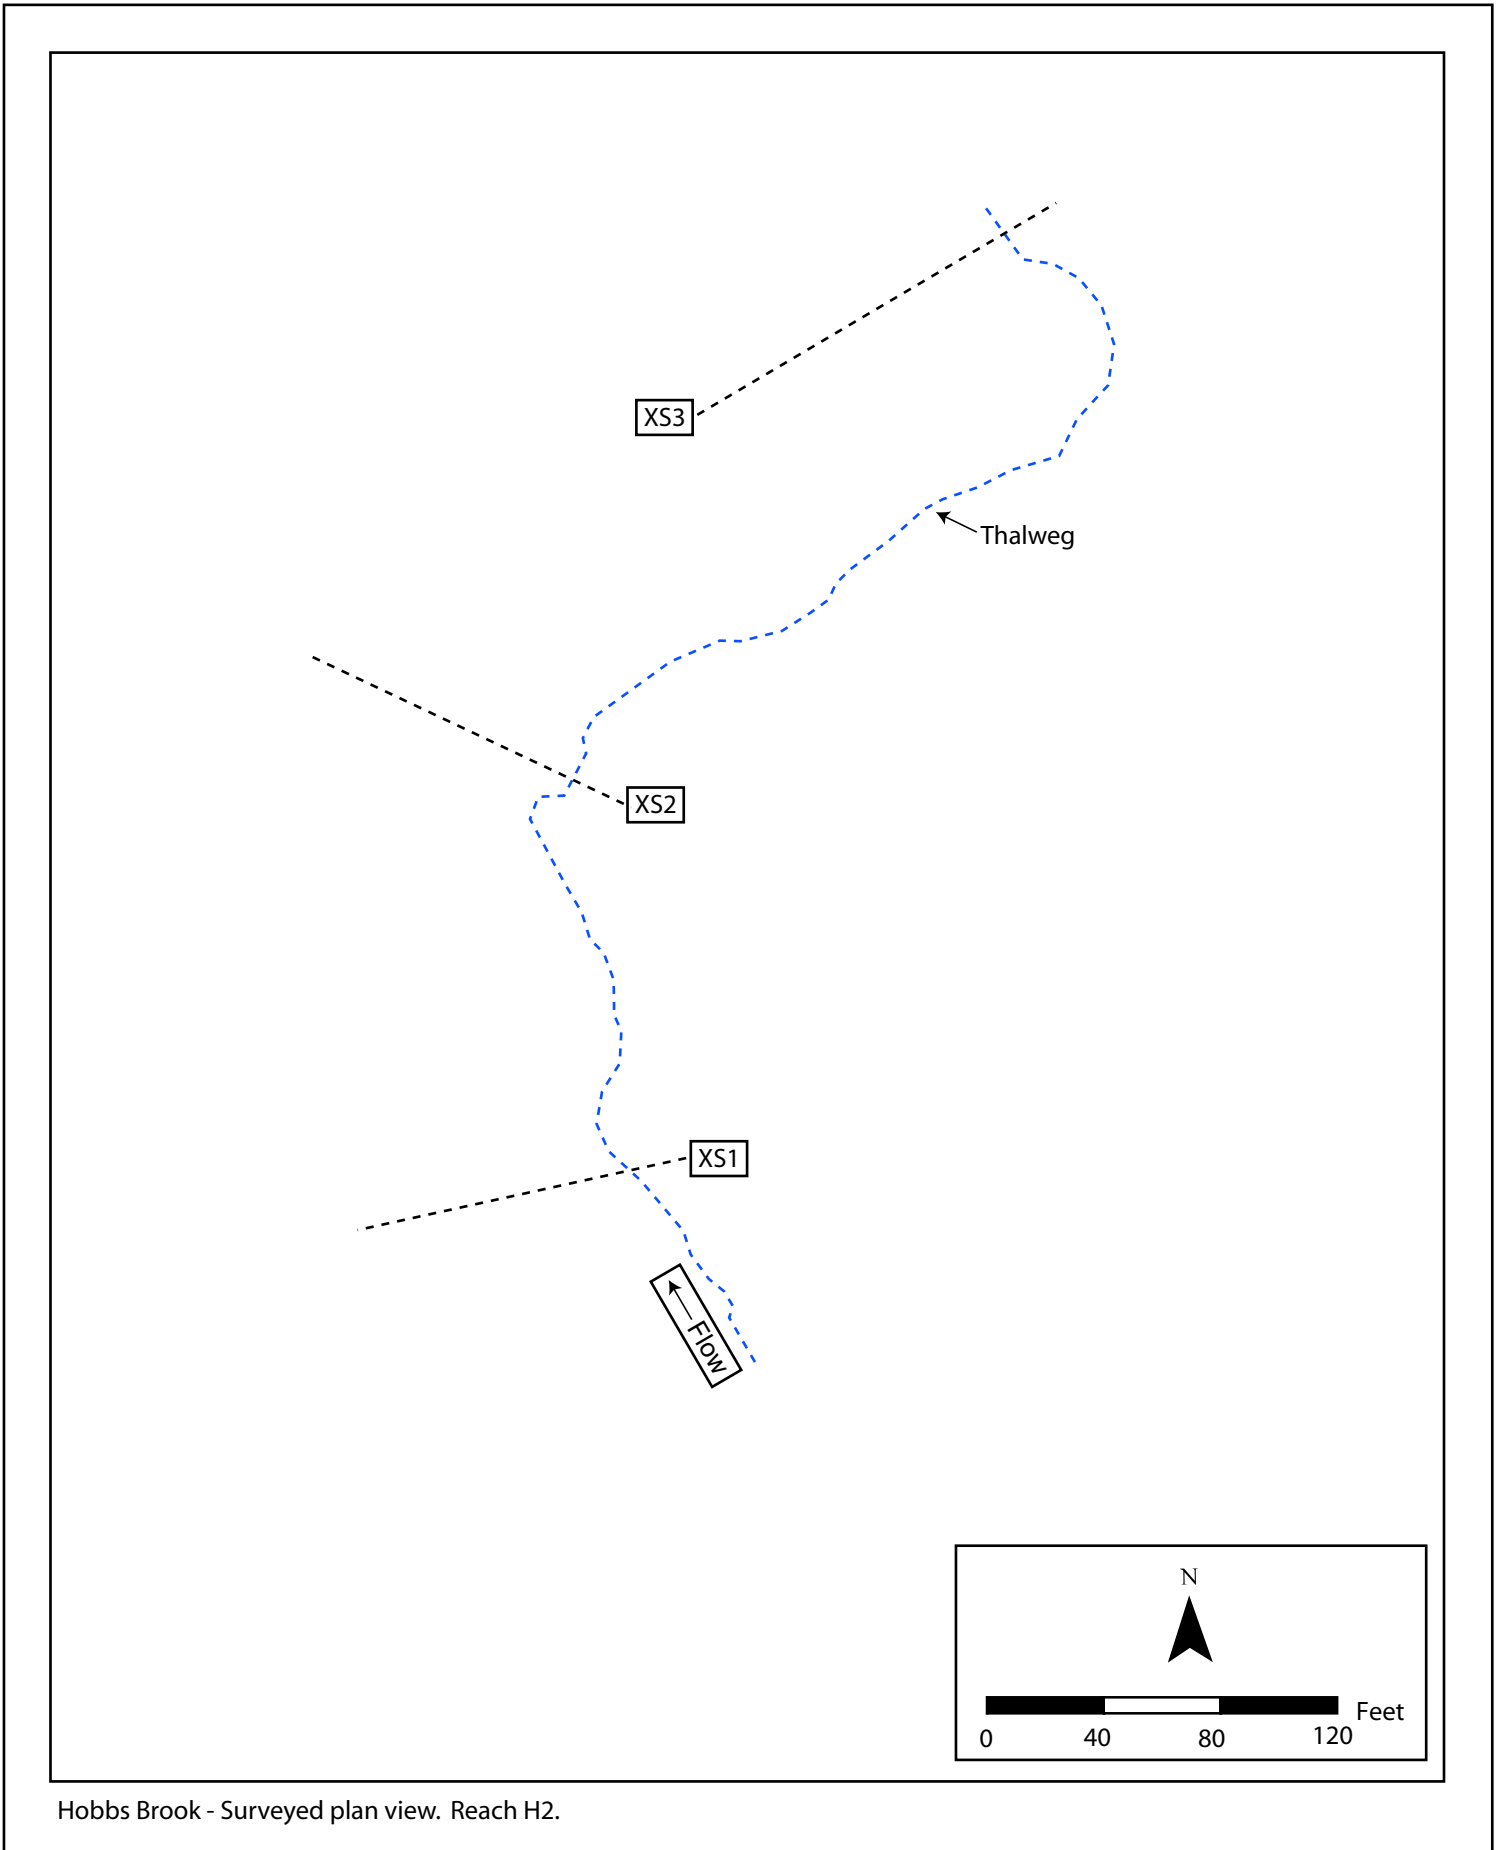 XS3
Thalweg
XS2
XS1
Flow
N
Feet
0 40 80 120
Hobbs Brook - Surveyed plan view. Reach H2.